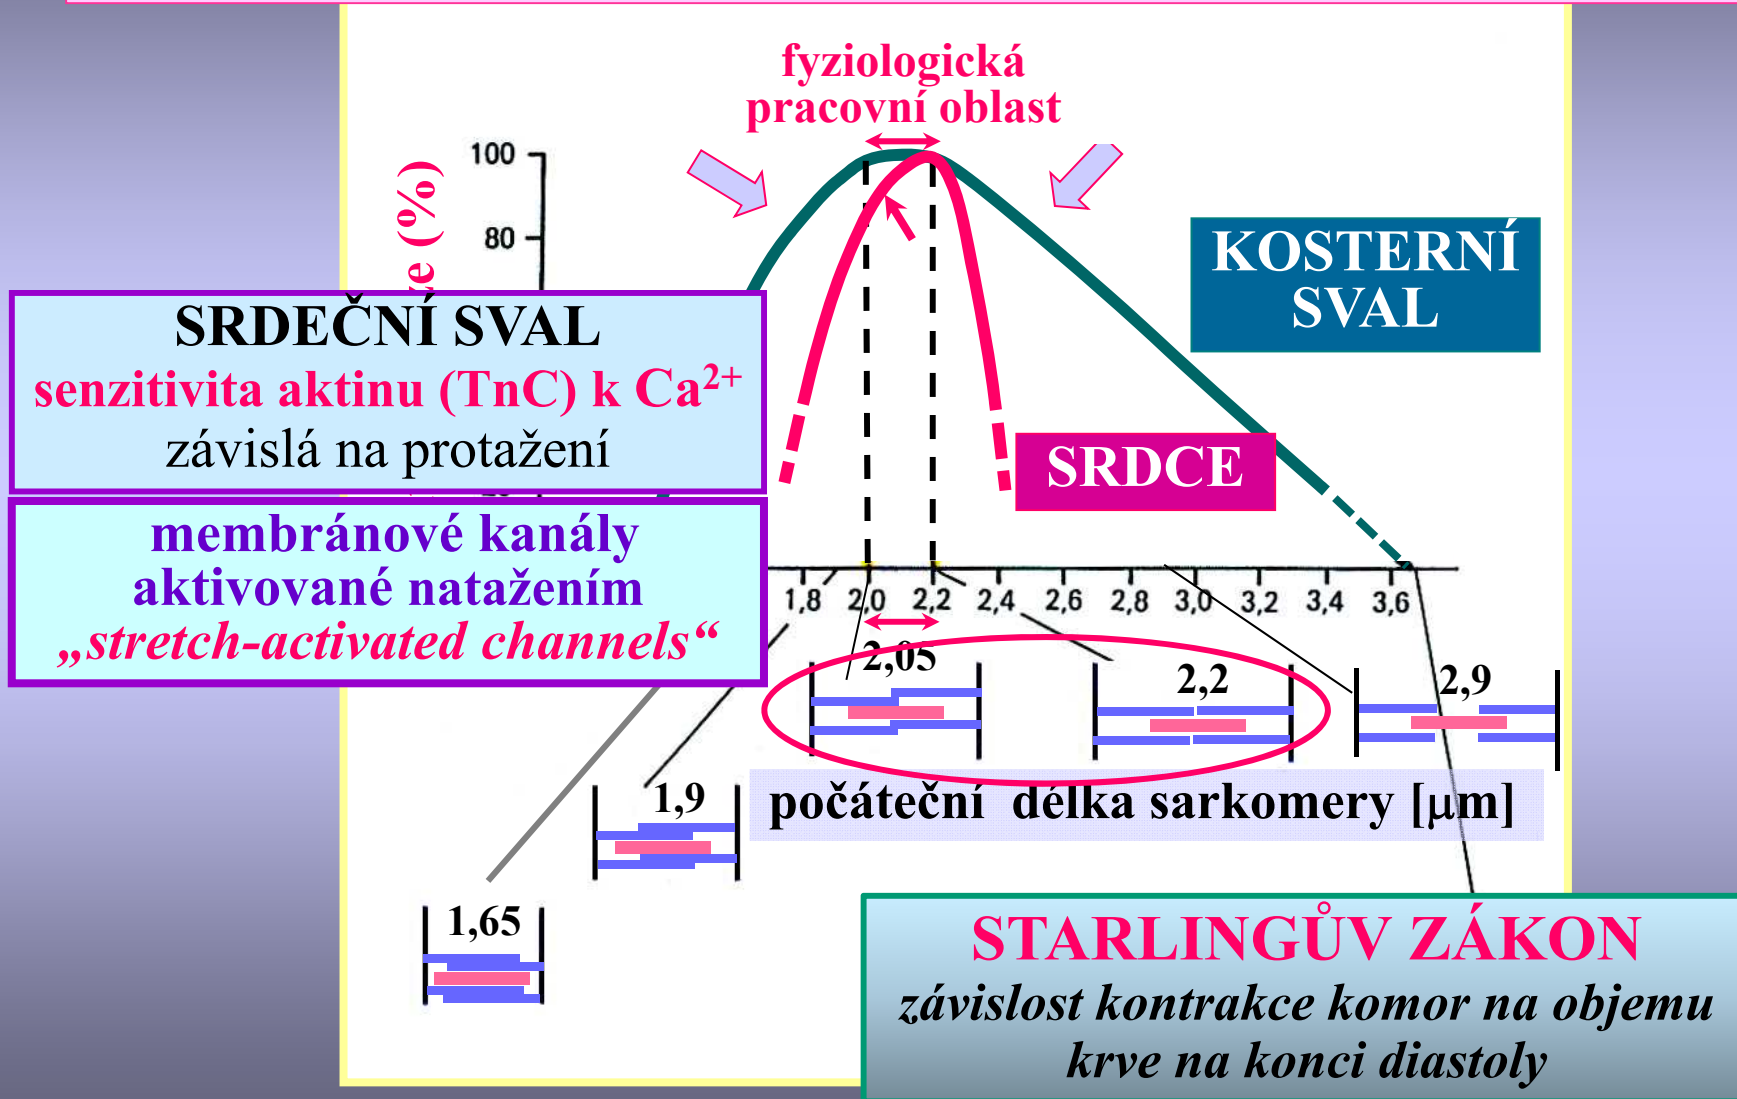 fyziologická
pracovní oblast
100
80
(%)
KOSTERNÍ
SVAL
SRDEČNÍ SVAL
senzitivita aktinu (TnC) k Ca²⁺
závislá na protažení
SRDCE
membránové kanály
aktivované natažením
„stretch-activated channels“
1,8 2,0 2,2 2,4 2,6 2,8 3,0 3,2 3,4 3,6
2,05
2,2
2,9
1,9
počáteční délka sarkomery [µm]
1,65
STARLINGŮV ZÁKON
závislost kontrakce komor na objemu
krve na konci diastoly